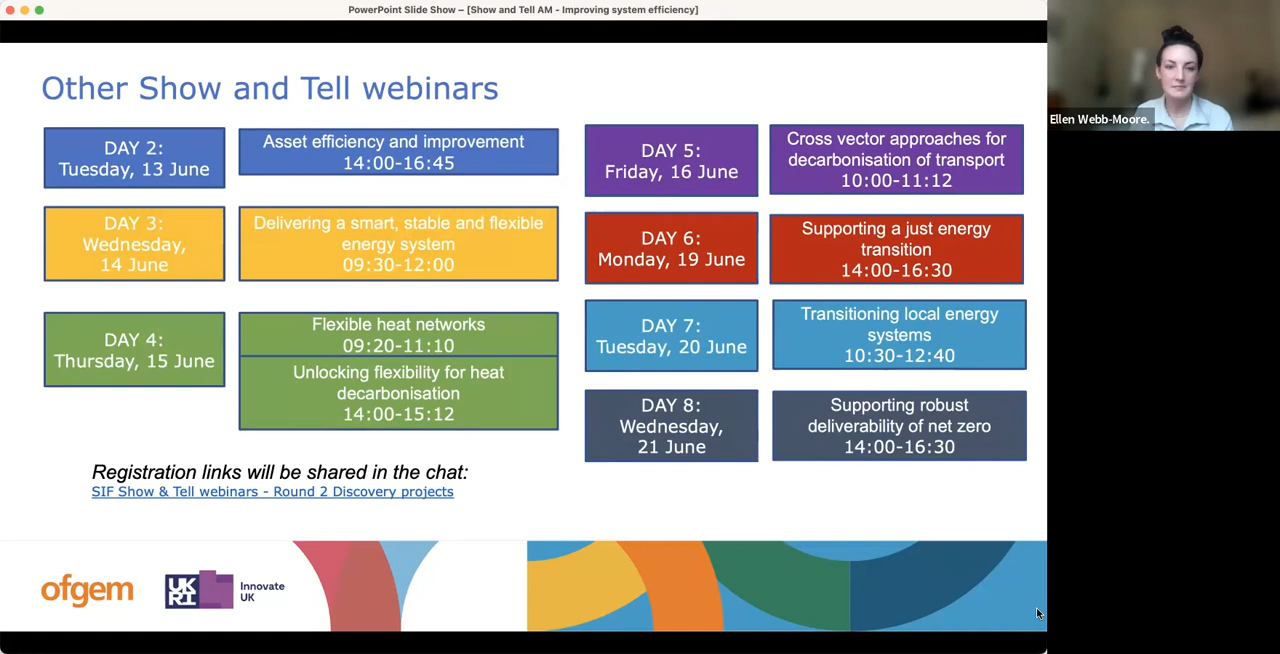 PowerPoint Slide Show – [Show and Tell AM - Improving system efficiency]
Other Show and Tell webinars
DAY 2:
Tuesday, 13 June
Asset efficiency and improvement
14:00-16:45
DAY 3:
Wednesday,
14 June
Delivering a smart, stable and flexible
energy system
09:30-12:00
DAY 4:
Thursday, 15 June
Flexible heat networks
09:20-11:10
Unlocking flexibility for heat
decarbonisation
14:00-15:12
DAY 5:
Friday, 16 June
Cross vector approaches for
decarbonisation of transport
10:00-11:12
DAY 6:
Monday, 19 June
Supporting a just energy
transition
14:00-16:30
DAY 7:
Tuesday, 20 June
Transitioning local energy
systems
10:30-12:40
DAY 8:
Wednesday,
21 June
Supporting robust
deliverability of net zero
14:00-16:30
Registration links will be shared in the chat:
SIF Show & Tell webinars - Round 2 Discovery projects
ofgem
UK
RI
Innovate
UK
Ellen Webb-Moore.